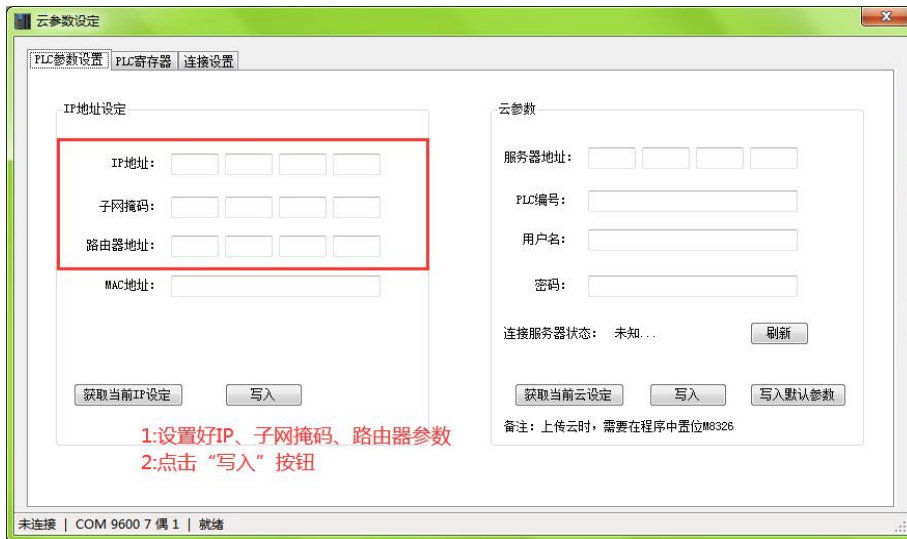 云参数设定
PLC参数设置 PLC寄存器 连接设置
IP地址设定
IP地址:
子网掩码:
路由器地址:
MAC地址:
获取当前IP设定 写入
1:设置好IP、子网掩码、路由器参数
2:点击“写入”按钮
云参数
服务器地址:
PLC编号:
用户名:
密码:
连接服务器状态: 未知... 刷新
获取当前云设定 写入 写入默认参数
备注: 上传云时, 需要在程序中置位M8326
未连接 | COM 9600 7 偶 1 | 就绪